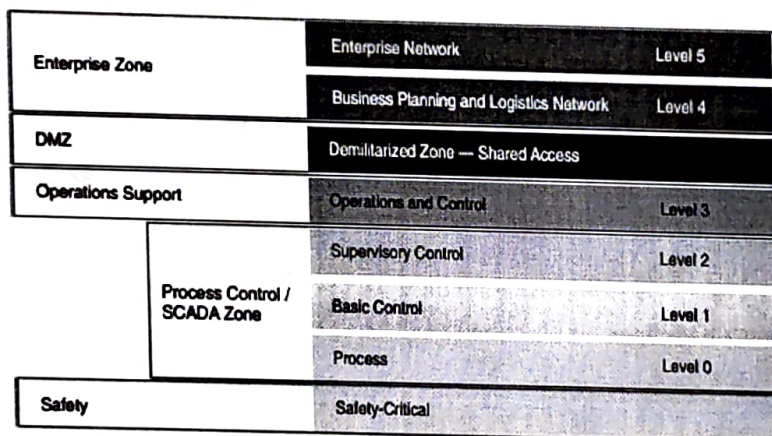 Enterprise Zone
Enterprise Network Level 5
Business Planning and Logistics Network Level 4
DMZ
Demilitarized Zone — Shared Access
Operations Support
Operations and Control Level 3
Process Control /
SCADA Zone
Supervisory Control Level 2
Basic Control Level 1
Process Level 0
Safety
Safety-Critical